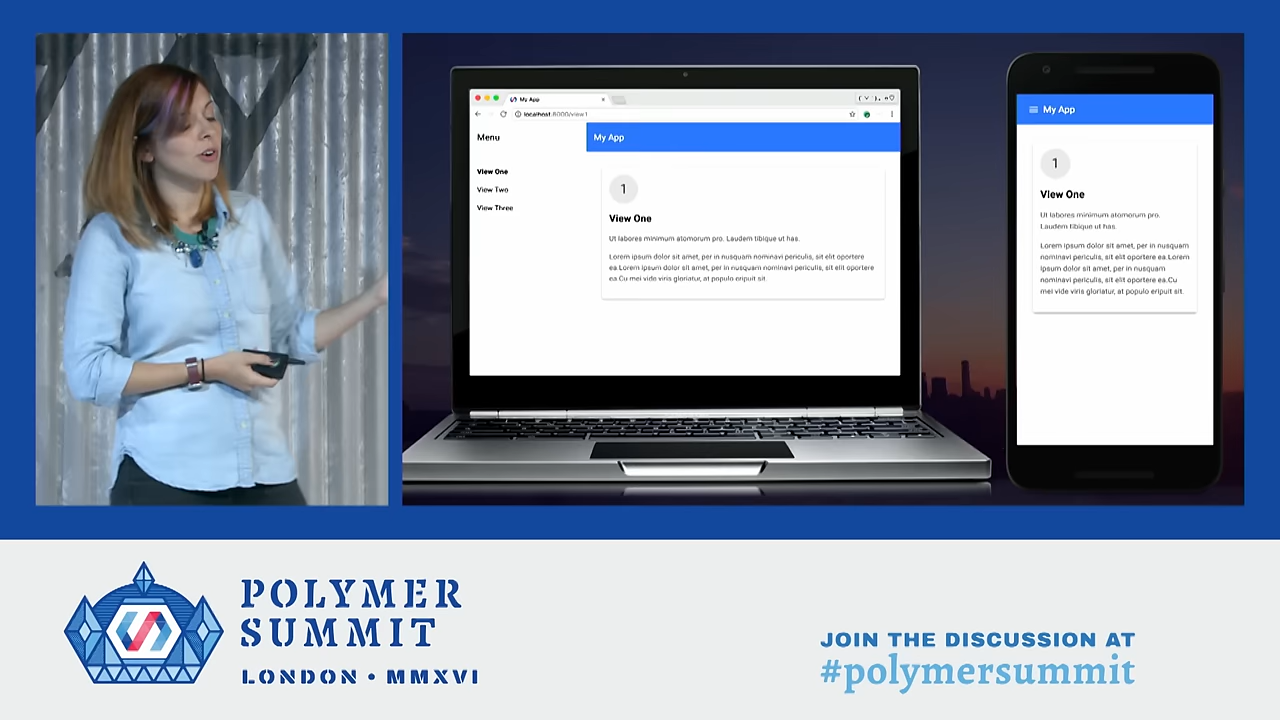 My App
localhost:8000/view1
Menu
My App
View One
View Two
View Three
1
View One
Ut labores minimum atomorum pro. Laudem tibique ut has.
Lorem ipsum dolor sit amet, per in nusquam nominavi periculis, sit elit oportere
ea.Lorem ipsum dolor sit amet, per in nusquam nominavi periculis, sit elit oportere
ea.Cu mei vide viris gloriatur, at populo eripuit sit.
My App
1
View One
Ut labores minimum atomorum pro.
Laudem tibique ut has.
Lorem ipsum dolor sit amet, per in nusquam
nominavi periculis, sit elit oportere ea.Lorem
ipsum dolor sit amet, per in nusquam
nominavi periculis, sit elit oportere ea.Cu
mei vide viris gloriatur, at populo eripuit sit.
POLYMER
SUMMIT
LONDON • MMXVI
JOIN THE DISCUSSION AT
#polymersummit